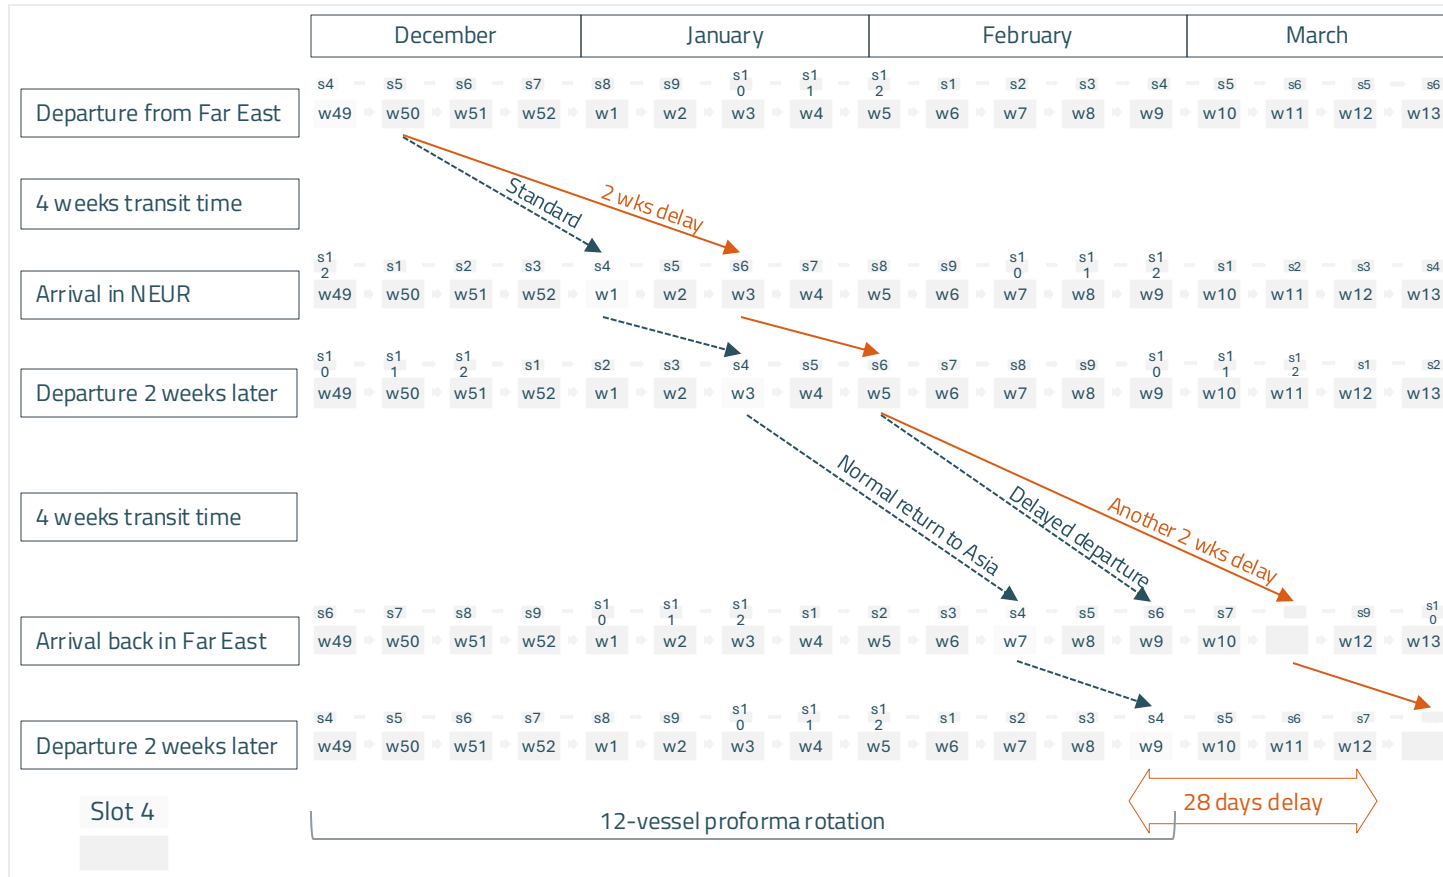 December January February March
s4 s5 s6 s7 s8 s9 s10 s11 s12 s1 s2 s3 s4 s5 s6 s5 s6
Departure from Far East w49 w50 w51 w52 w1 w2 w3 w4 w5 w6 w7 w8 w9 w10 w11 w12 w13
4 weeks transit time
Standard
2 wks delay
s12 s1 s2 s3 s4 s5 s6 s7 s8 s9 s10 s11 s12 s1 s2 s3 s4
Arrival in NEUR w49 w50 w51 w52 w1 w2 w3 w4 w5 w6 w7 w8 w9 w10 w11 w12 w13
s10 s11 s12 s1 s2 s3 s4 s5 s6 s7 s8 s9 s10 s11 s12 s1 s2
Departure 2 weeks later w49 w50 w51 w52 w1 w2 w3 w4 w5 w6 w7 w8 w9 w10 w11 w12 w13
4 weeks transit time
Normal return to Asia
Delayed departure
Another 2 wks delay
s6 s7 s8 s9 s10 s11 s12 s1 s2 s3 s4 s5 s6 s7 s9 s10
Arrival back in Far East w49 w50 w51 w52 w1 w2 w3 w4 w5 w6 w7 w8 w9 w10 w12 w13
s4 s5 s6 s7 s8 s9 s10 s11 s12 s1 s2 s3 s4 s5 s6 s7
Departure 2 weeks later w49 w50 w51 w52 w1 w2 w3 w4 w5 w6 w7 w8 w9 w10 w11 w12
Slot 4
12-vessel proforma rotation
28 days delay